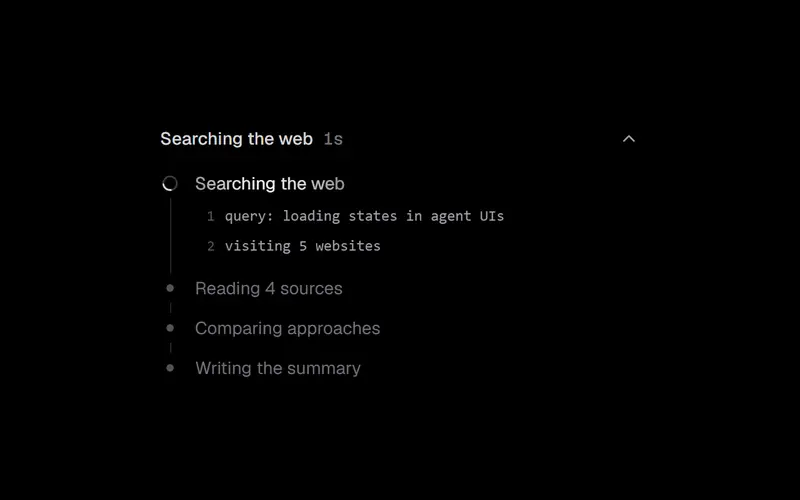 Searching the web 1s
Searching the web
1 query: loading states in agent UIs
2 visiting 5 websites
Reading 4 sources
Comparing approaches
Writing the summary